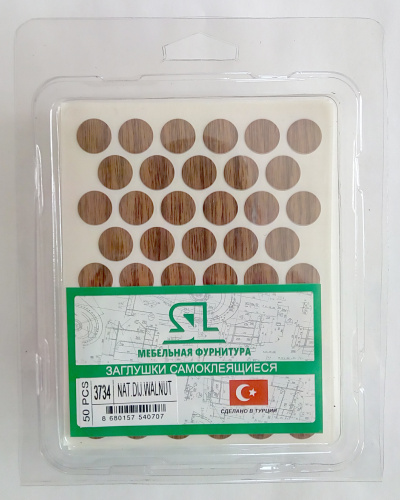 SL
МЕБЕЛЬНАЯ ФУРНИТУРА
ЗАГЛУШКИ САМОКЛЕЯЩИЕСЯ
50 PCS
3734 NAT.DIJ.WALNUT
8 680157 540707
СДЕЛАНО В ТУРЦИИ